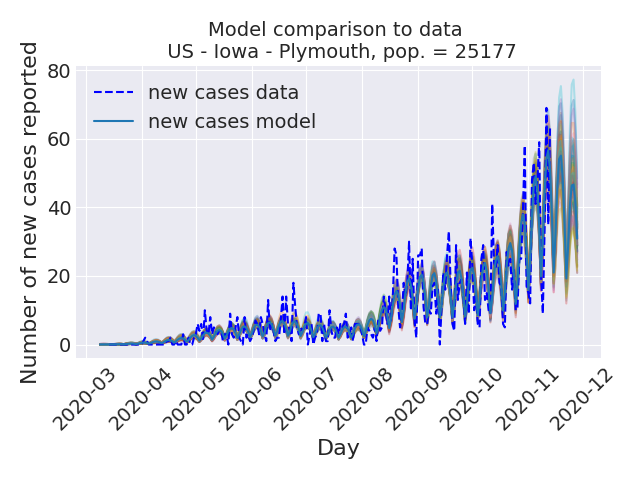 Model comparison to data
US - Iowa - Plymouth, pop. = 25177
Number of new cases reported
80
60
40
20
0
new cases data
new cases model
2020-03
2020-04
2020-05
2020-06
2020-07
2020-08
2020-09
2020-10
2020-11
2020-12
Day